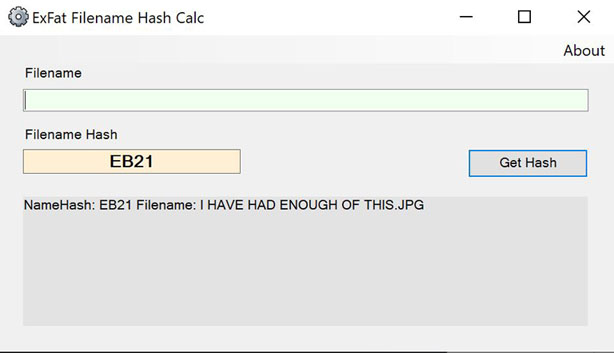 ExFat Filename Hash Calc
About
Filename
Filename Hash
EB21
Get Hash
NameHash: EB21 Filename: I HAVE HAD ENOUGH OF THIS.JPG